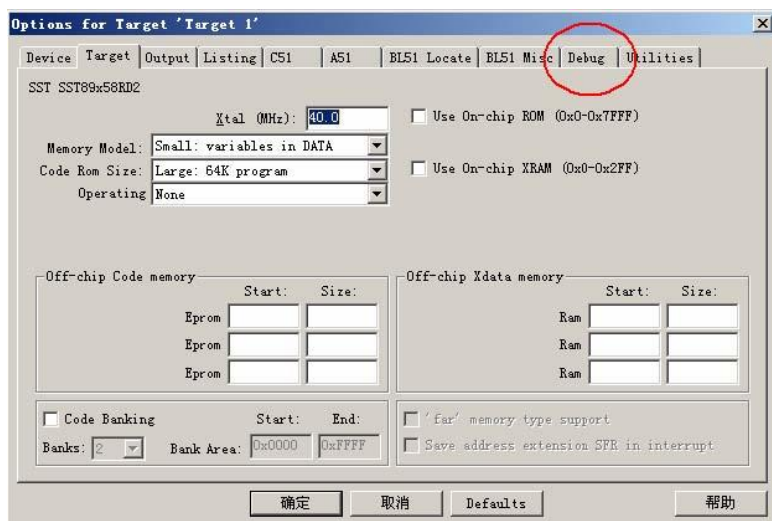 Options for Target 'Target 1'
Device Target Output Listing C51 A51 BL51 Locate BL51 Misc Debug Utilities
SST SST89x58RD2
Xtal (MHz): 40.0 Use On-chip ROM (0x0-0x7FFF)
Memory Model: Small: variables in DATA
Code Rom Size: Large: 64K program Use On-chip XRAM (0x0-0x2FF)
Operating None
Off-chip Code memory Off-chip Xdata memory
Start: Size: Start: Size:
Eprom Ram
Eprom Ram
Eprom Ram
Code Banking Start: End: 'far' memory type support
Banks: 2 Bank Area: 0x0000 0xFFFF Save address extension SFR in interrupt
确定 取消 Defaults 帮助